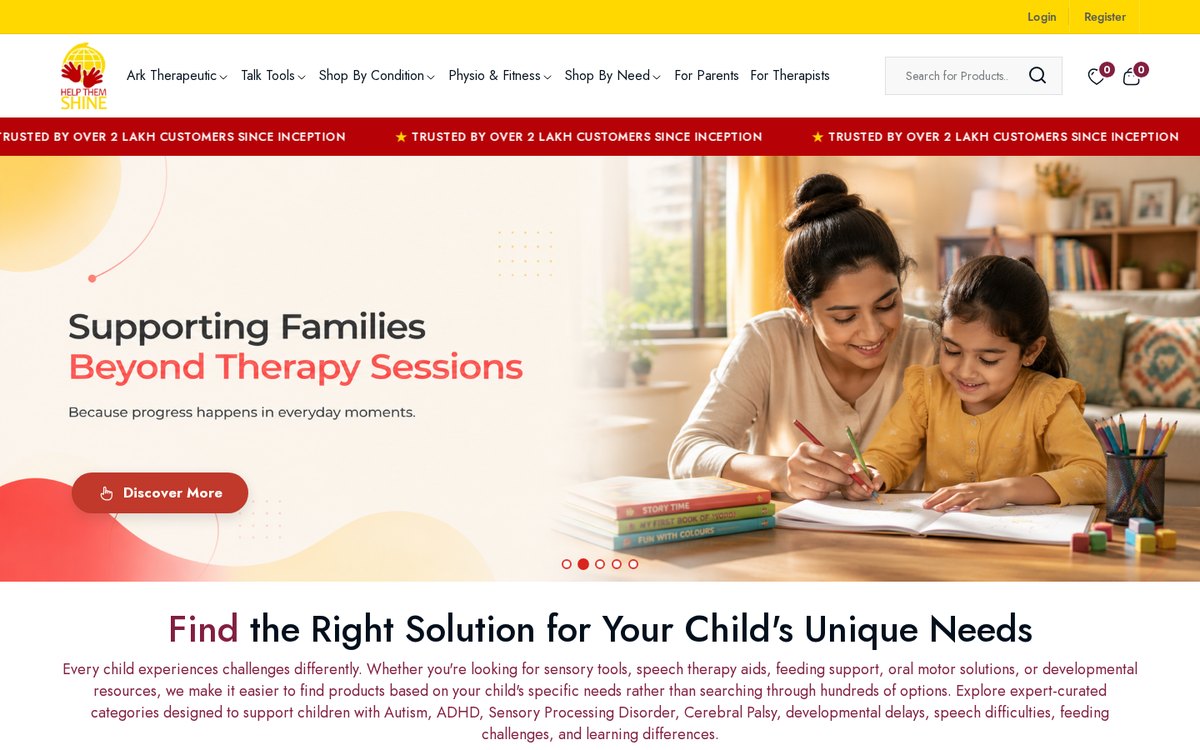 Login
Register
HELP THEM
SHINE
Ark Therapeutic
Talk Tools
Shop By Condition
Physio & Fitness
Shop By Need
For Parents
For Therapists
Search for Products..
0
0
TRUSTED BY OVER 2 LAKH CUSTOMERS SINCE INCEPTION
TRUSTED BY OVER 2 LAKH CUSTOMERS SINCE INCEPTION
TRUSTED BY OVER 2 LAKH CUSTOMERS SINCE INCEPTION
Supporting Families
Beyond Therapy Sessions
Because progress happens in everyday moments.
Discover More
STORY TIME
MY FIRST BOOK OF WORDS
FUN WITH COLOURS
Find the Right Solution for Your Child's Unique Needs
Every child experiences challenges differently. Whether you're looking for sensory tools, speech therapy aids, feeding support, oral motor solutions, or developmental
resources, we make it easier to find products based on your child's specific needs rather than searching through hundreds of options. Explore expert-curated
categories designed to support children with Autism, ADHD, Sensory Processing Disorder, Cerebral Palsy, developmental delays, speech difficulties, feeding
challenges, and learning differences.